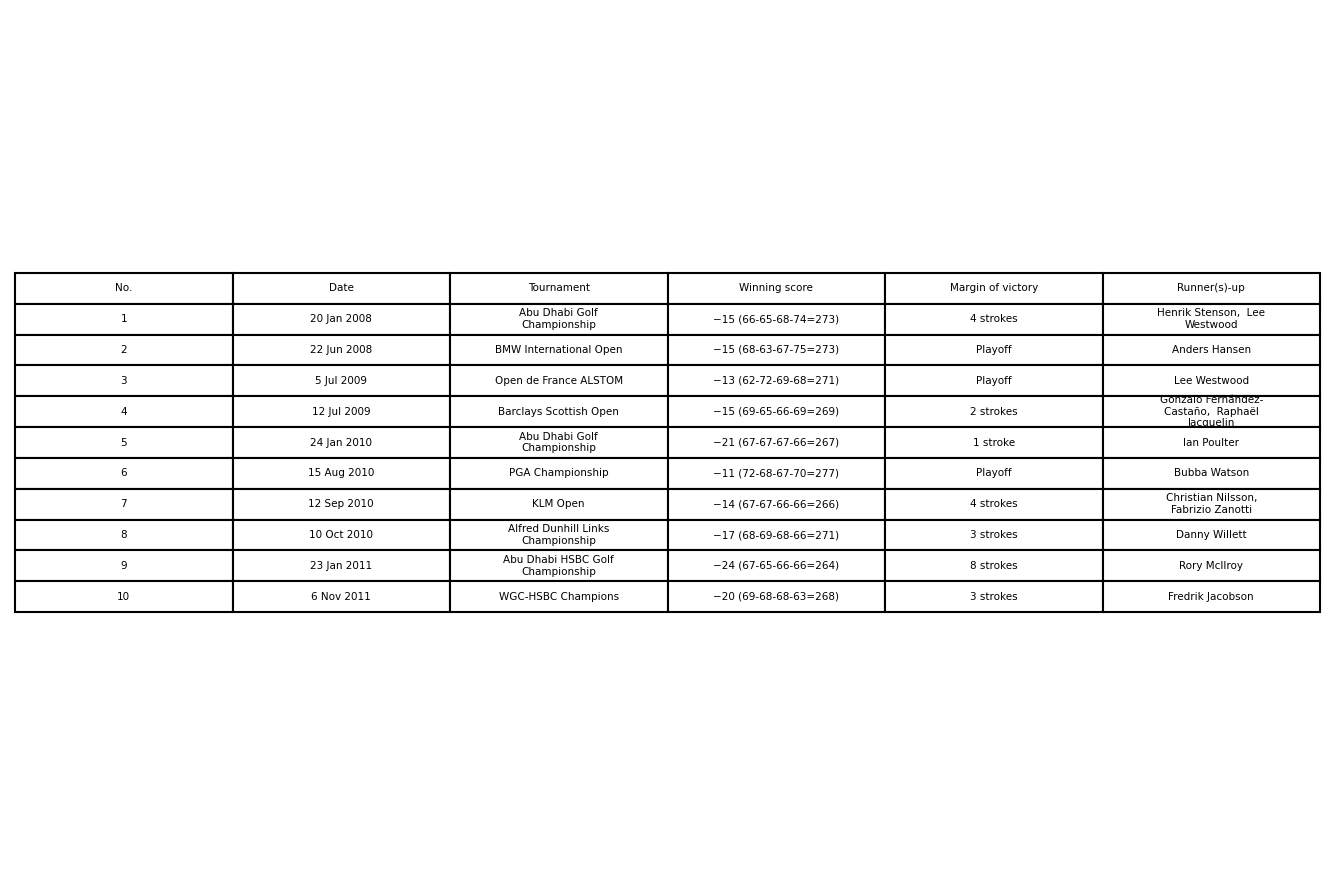 No. Date Tournament Winning score Margin of victory Runner(s)-up
1 20 Jan 2008 Abu Dhabi Golf Championship −15 (66-65-68-74=273) 4 strokes Henrik Stenson, Lee Westwood
2 22 Jun 2008 BMW International Open −15 (68-63-67-75=273) Playoff Anders Hansen
3 5 Jul 2009 Open de France ALSTOM −13 (62-72-69-68=271) Playoff Lee Westwood
4 12 Jul 2009 Barclays Scottish Open −15 (69-65-66-69=269) 2 strokes Gonzalo Fernández-Castaño, Raphaël Jacquelin
5 24 Jan 2010 Abu Dhabi Golf Championship −21 (67-67-67-66=267) 1 stroke Ian Poulter
6 15 Aug 2010 PGA Championship −11 (72-68-67-70=277) Playoff Bubba Watson
7 12 Sep 2010 KLM Open −14 (67-67-66-66=266) 4 strokes Christian Nilsson, Fabrizio Zanotti
8 10 Oct 2010 Alfred Dunhill Links Championship −17 (68-69-68-66=271) 3 strokes Danny Willett
9 23 Jan 2011 Abu Dhabi HSBC Golf Championship −24 (67-65-66-66=264) 8 strokes Rory McIlroy
10 6 Nov 2011 WGC-HSBC Champions −20 (69-68-68-63=268) 3 strokes Fredrik Jacobson